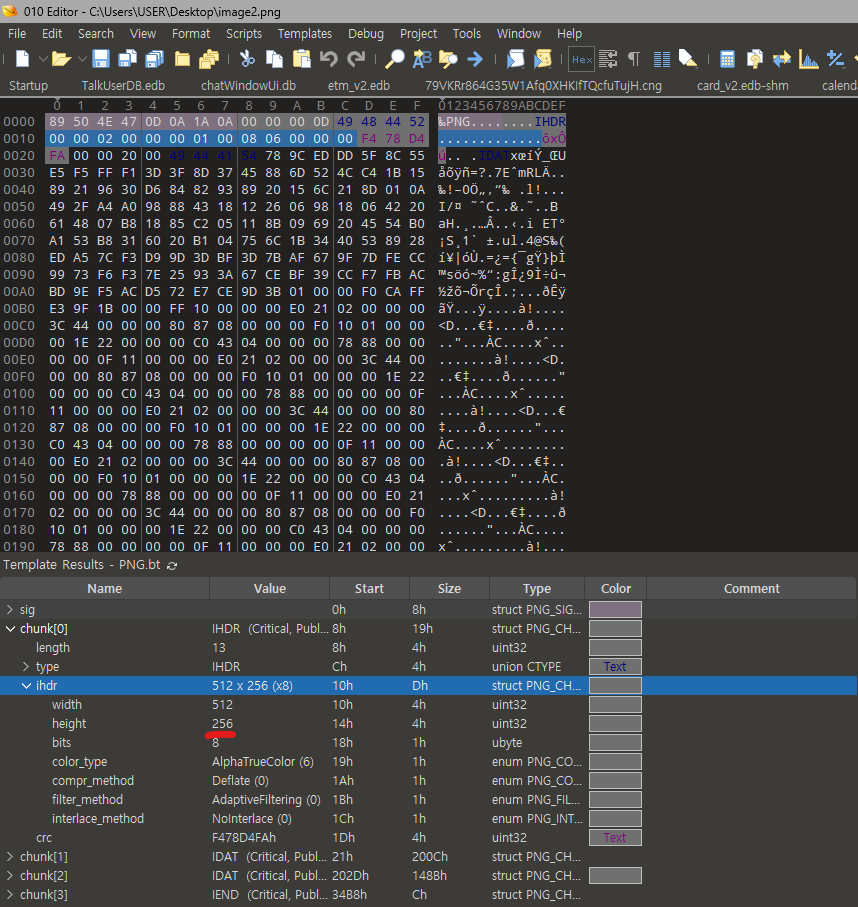 010 Editor - C:\Users\USER\Desktop\image2.png
File Edit Search View Format Scripts Templates Debug Project Tools Window Help
Hex
Startup TalkUserDB.edb chatWindowUi.db etm_v2.edb 79VKRr864G35W1Afq0XHKIfTQcfuTujH.cng card_v2.edb-shm calend
0 1 2 3 4 5 6 7 8 9 A B C D E F 0123456789ABCDEF
0000 89 50 4E 47 0D 0A 1A 0A 00 00 00 0D 49 48 44 52 ‰PNG........IHDR
0010 00 00 02 00 00 00 01 00 08 06 00 00 00 F4 78 D4 .............ôxÔ
0020 FA 00 00 20 00 49 44 41 54 78 9C ED DD 5F 8C 55 ú.. .IDATxœíÝ_ŒU
0030 E5 F5 FF F1 3D 3F 8D 37 45 88 6D 52 4C C4 1B 15 åõÿñ=?.7EˆmRLÄ..
0040 89 21 96 30 D6 84 82 93 89 20 15 6C 21 8D 01 0A ‰!–0Ö„‚“‰ .l!...
0050 49 2F A4 A0 98 88 43 18 12 26 06 98 18 06 42 20 I/¤ ˜ˆC..&.˜..B
0060 61 48 07 B8 18 85 C2 05 11 8B 09 69 20 45 54 B0 aH.¸.…Â..‹.i ET°
0070 A1 53 B8 31 60 20 B1 04 75 6C 1B 34 40 53 89 28 ¡S¸1` ±.ul.4@S‰(
0080 ED A5 7C F3 D9 9D 3D BF 3D 7B AF 67 9F 7D FE CC í¥|óÙ.=¿={¯gŸ}þÌ
0090 99 73 F6 F3 7E 25 93 3A 67 CE BF 39 CC F7 FB AC ™söó~%“:gÎ¿9Ì÷û¬
00A0 BD 9E F5 AC D5 72 E7 CE 9D 3B 01 00 00 F0 CA FF ½žõ¬ÕrçÎ.;...ðÊÿ
00B0 E3 9F 1B 00 00 FF 10 00 00 00 E0 21 02 00 00 00 ãŸ...ÿ....à!....
00C0 3C 44 00 00 00 80 87 08 00 00 00 F0 10 01 00 00 <D...€‡....ð....
00D0 00 1E 22 00 00 00 C0 43 04 00 00 00 78 88 00 00 .."...ÀC....xˆ..
00E0 00 00 0F 11 00 00 00 E0 21 02 00 00 00 3C 44 00 .......à!....<D.
00F0 00 00 80 87 08 00 00 00 F0 10 01 00 00 00 1E 22 ..€‡....ð......"
0100 00 00 00 C0 43 04 00 00 00 78 88 00 00 00 00 0F ...ÀC....xˆ.....
0110 11 00 00 00 E0 21 02 00 00 00 3C 44 00 00 00 80 ....à!....<D...€
0120 87 08 00 00 00 F0 10 01 00 00 00 1E 22 00 00 00 ‡....ð......"...
0130 C0 43 04 00 00 00 78 88 00 00 00 00 0F 11 00 00 ÀC....xˆ........
0140 00 E0 21 02 00 00 00 3C 44 00 00 00 80 87 08 00 .à!....<D...€‡..
0150 00 00 F0 10 01 00 00 00 1E 22 00 00 00 C0 43 04 ..ð......"...ÀC.
0160 00 00 00 78 88 00 00 00 00 0F 11 00 00 00 E0 21 ...xˆ.........à!
0170 02 00 00 00 3C 44 00 00 00 80 87 08 00 00 00 F0 ....<D...€‡....ð
0180 10 01 00 00 00 1E 22 00 00 00 C0 43 04 00 00 00 ......"...ÀC....
0190 78 88 00 00 00 00 0F 11 00 00 00 E0 21 02 00 00 xˆ.........à!...
Template Results - PNG.bt
Name Value Start Size Type Color Comment
sig 0h 8h struct PNG_SIG...
chunk[0] IHDR (Critical, Publ... 8h 19h struct PNG_CH...
length 13 8h 4h uint32
type IHDR Ch 4h union CTYPE Text
ihdr 512 x 256 (x8) 10h Dh struct PNG_CH...
width 512 10h 4h uint32
height 256 14h 4h uint32
bits 8 18h 1h ubyte
color_type AlphaTrueColor (6) 19h 1h enum PNG_CO...
compr_method Deflate (0) 1Ah 1h enum PNG_CO...
filter_method AdaptiveFiltering (0) 1Bh 1h enum PNG_FIL...
interlace_method NoInterlace (0) 1Ch 1h enum PNG_INT...
crc F478D4FAh 1Dh 4h uint32 Text
chunk[1] IDAT (Critical, Publ... 21h 200Ch struct PNG_CH...
chunk[2] IDAT (Critical, Publ... 202Dh 148Bh struct PNG_CH...
chunk[3] IEND (Critical, Publ... 34B8h Ch struct PNG_CH...